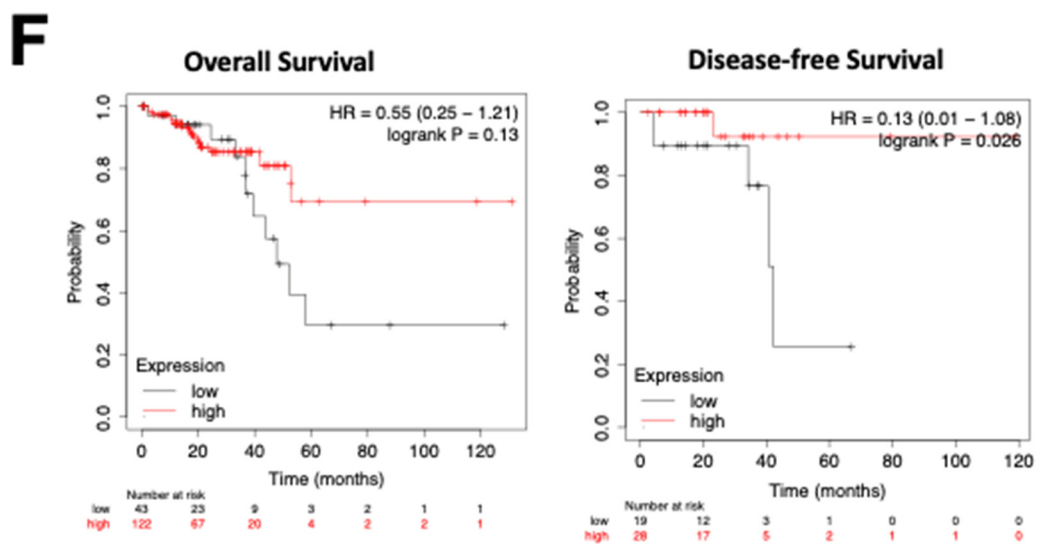 F
Overall Survival
HR = 0.55 (0.25 – 1.21)
logrank P = 0.13
Probability
1.0
0.8
0.6
0.4
0.2
0.0
Expression
low
high
0 20 40 60 80 100 120
Time (months)
Number at risk
low 43 23 9 3 2 1 1
high 122 67 20 4 2 2 1
Disease-free Survival
HR = 0.13 (0.01 – 1.08)
logrank P = 0.026
Probability
1.0
0.8
0.6
0.4
0.2
0.0
Expression
low
high
0 20 40 60 80 100 120
Time (months)
Number at risk
low 19 12 3 1 0 0 0
high 28 17 5 2 1 1 0